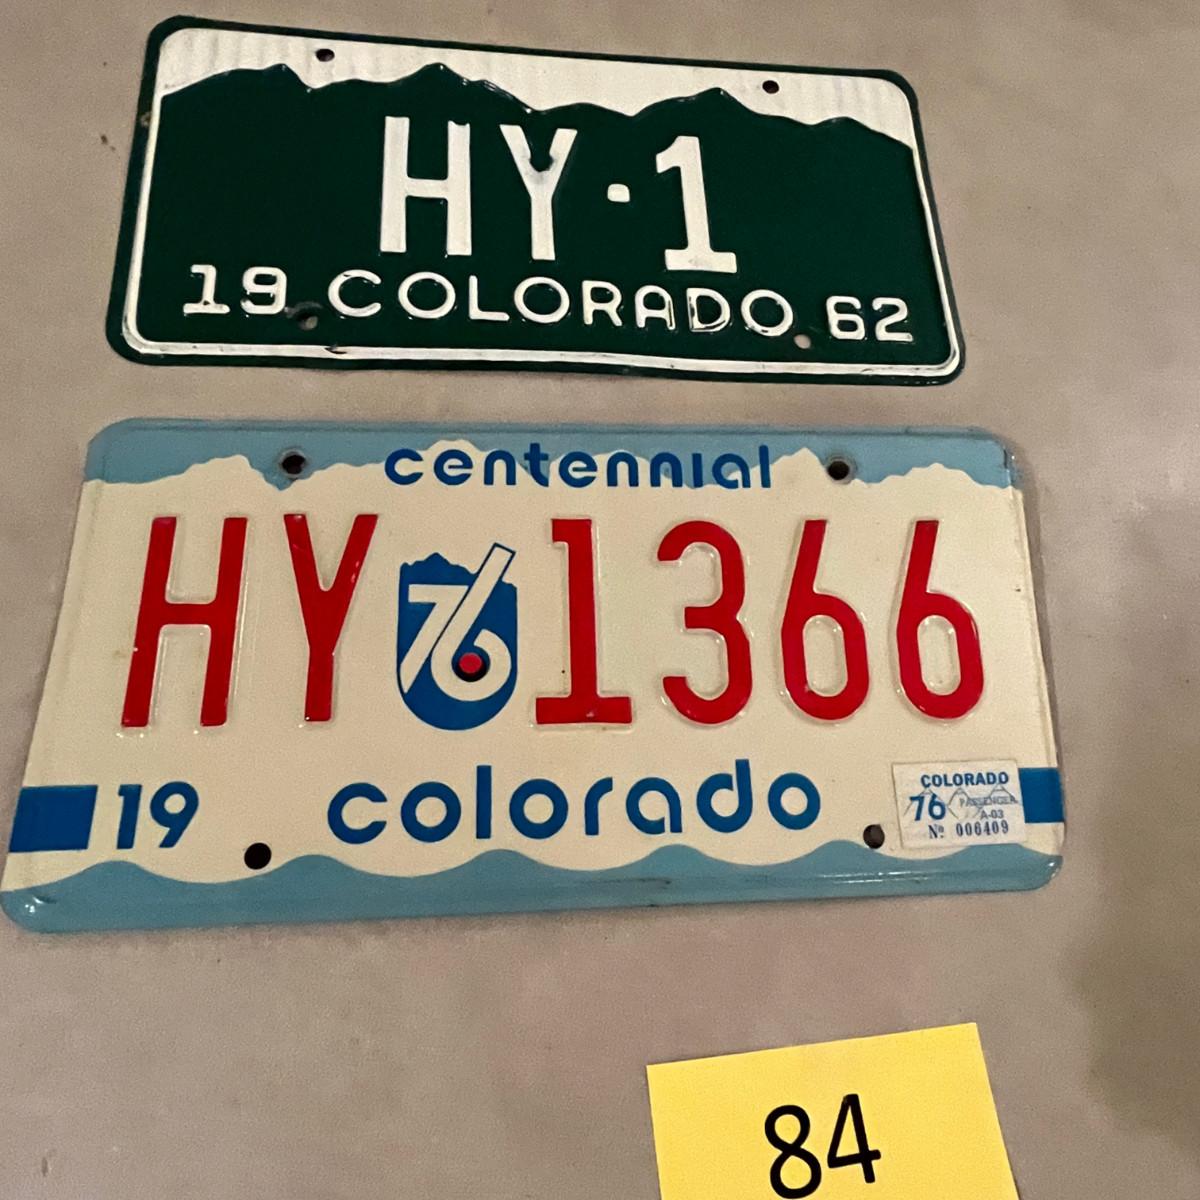 HY·1
19 COLORADO 62
centennial
HY 76 1366
19 colorado
COLORADO
76 PASSENGER
A-03
Nº 006409
84